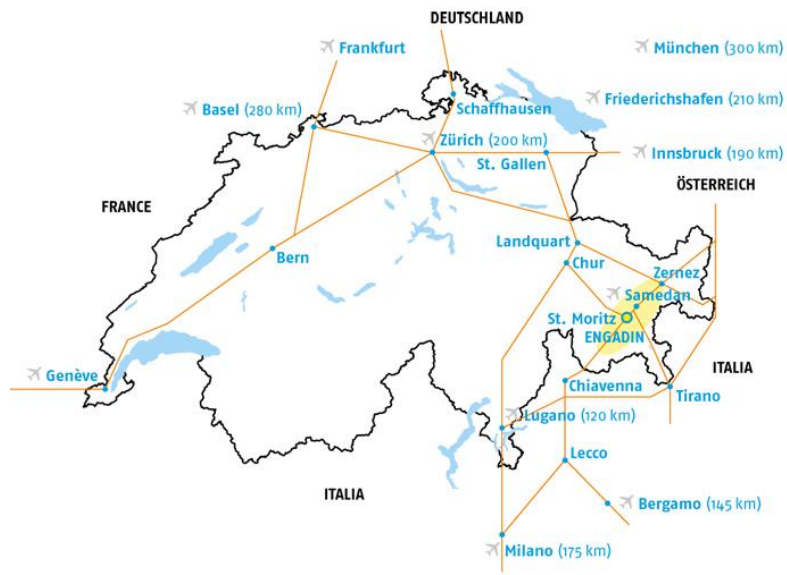 DEUTSCHLAND
Frankfurt
München (300 km)
Basel (280 km)
Schaffhausen
Friederichshafen (210 km)
Zürich (200 km)
St. Gallen
Innsbruck (190 km)
ÖSTERREICH
FRANCE
Landquart
Bern
Chur
Zernez
Samedan
St. Moritz
ENGADIN
ITALIA
Genève
Chiavenna
Tirano
Lugano (120 km)
Lecco
ITALIA
Bergamo (145 km)
Milano (175 km)